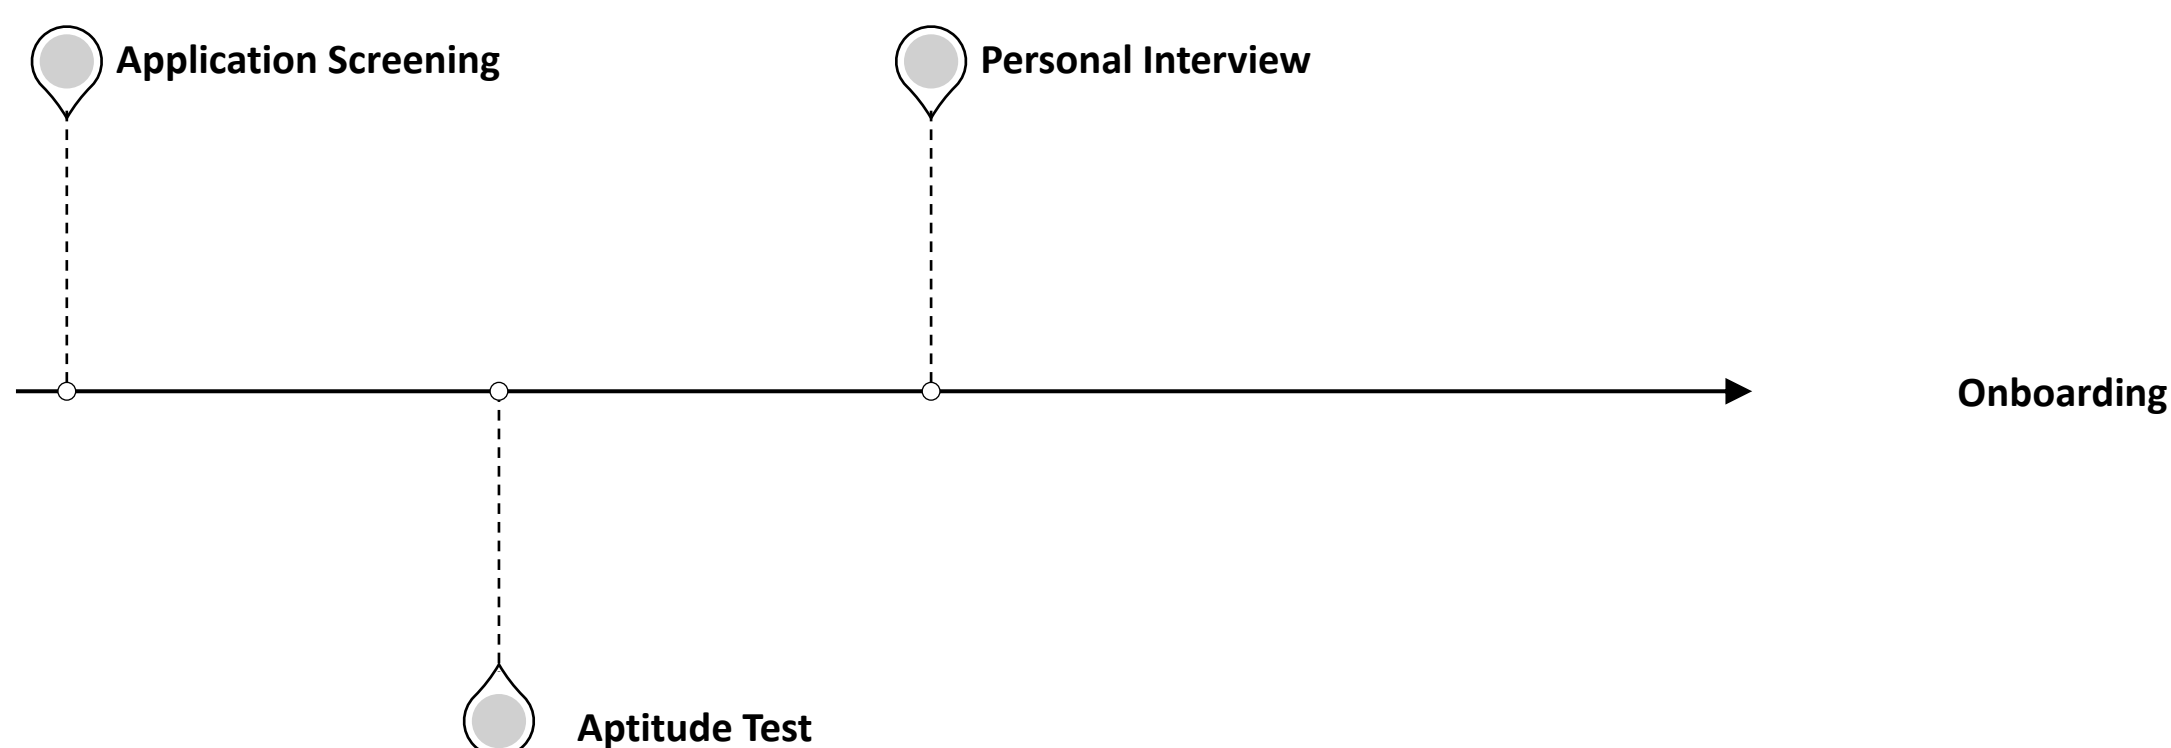 Application Screening
Personal Interview
Onboarding
Aptitude Test